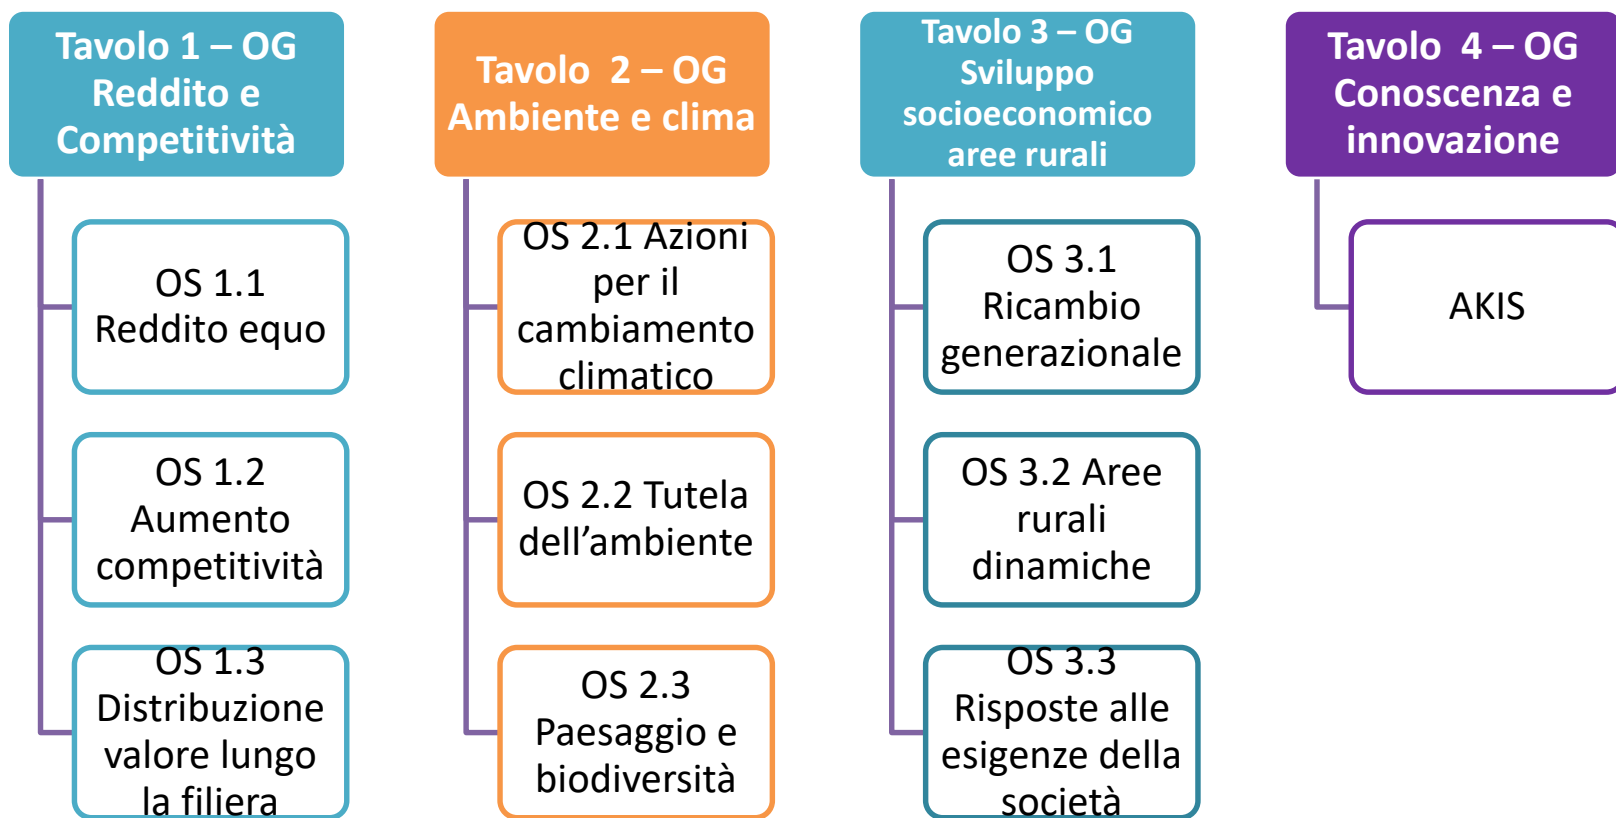 Tavolo 1 – OG
Reddito e
Competitività
OS 1.1
Reddito equo
OS 1.2
Aumento
competitività
OS 1.3
Distribuzione
valore lungo
la filiera
Tavolo 2 – OG
Ambiente e clima
OS 2.1 Azioni
per il
cambiamento
climatico
OS 2.2 Tutela
dell’ambiente
OS 2.3
Paesaggio e
biodiversità
Tavolo 3 – OG
Sviluppo
socioeconomico
aree rurali
OS 3.1
Ricambio
generazionale
OS 3.2 Aree
rurali
dinamiche
OS 3.3
Risposte alle
esigenze della
società
Tavolo 4 – OG
Conoscenza e
innovazione
AKIS